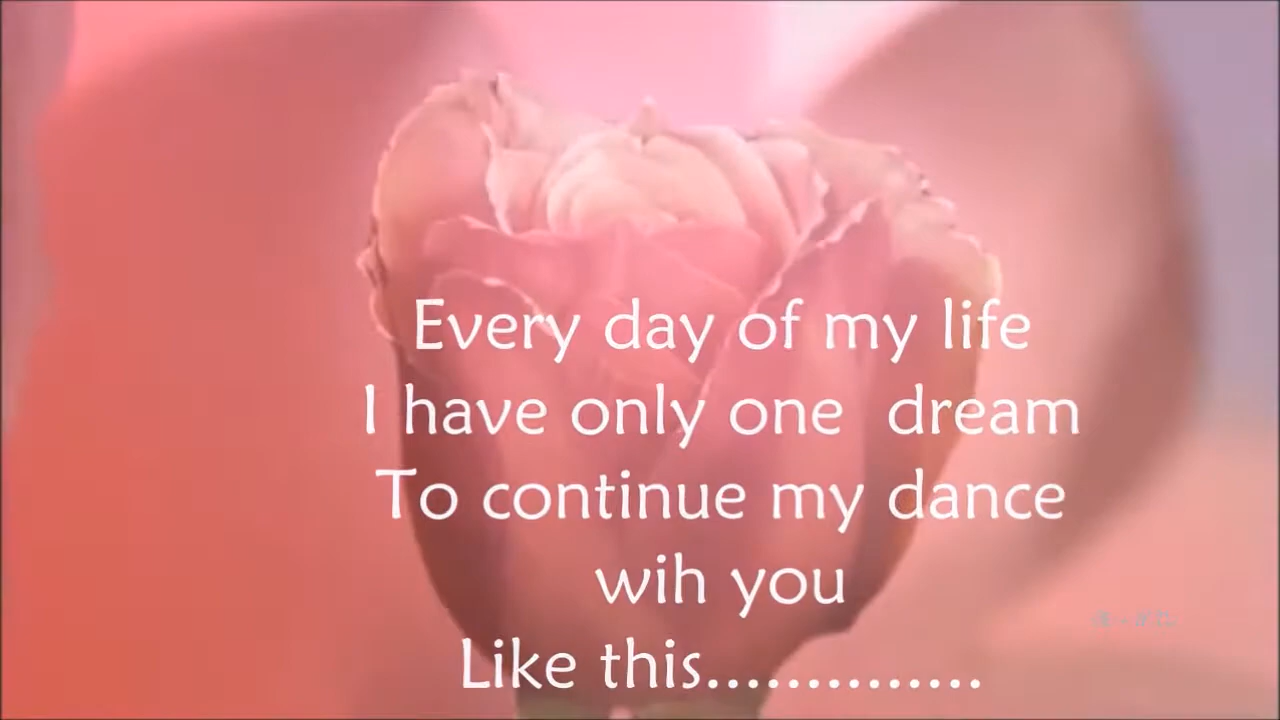 Every day of my life
I have only one  dream
To continue my dance
wih you
Like this..............